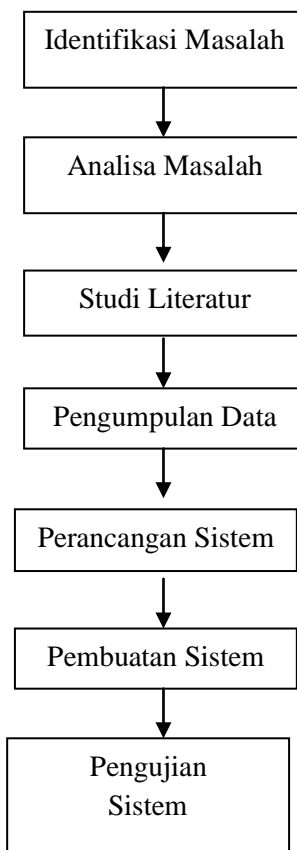 Identifikasi Masalah
Analisa Masalah
Studi Literatur
Pengumpulan Data
Perancangan Sistem
Pembuatan Sistem
Pengujian
Sistem